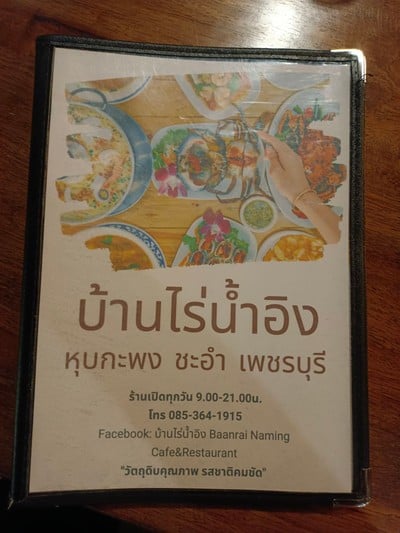 บ้านไร่น้ำอิง
หุบกะพง ชะอำ เพชรบุรี
ร้านเปิดทุกวัน 9.00-21.00น.
โทร 085-364-1915
Facebook: บ้านไร่น้ำอิง Baanrai Naming
Cafe&Restaurant
"วัตถุดิบคุณภาพ รสชาติคมชัด"